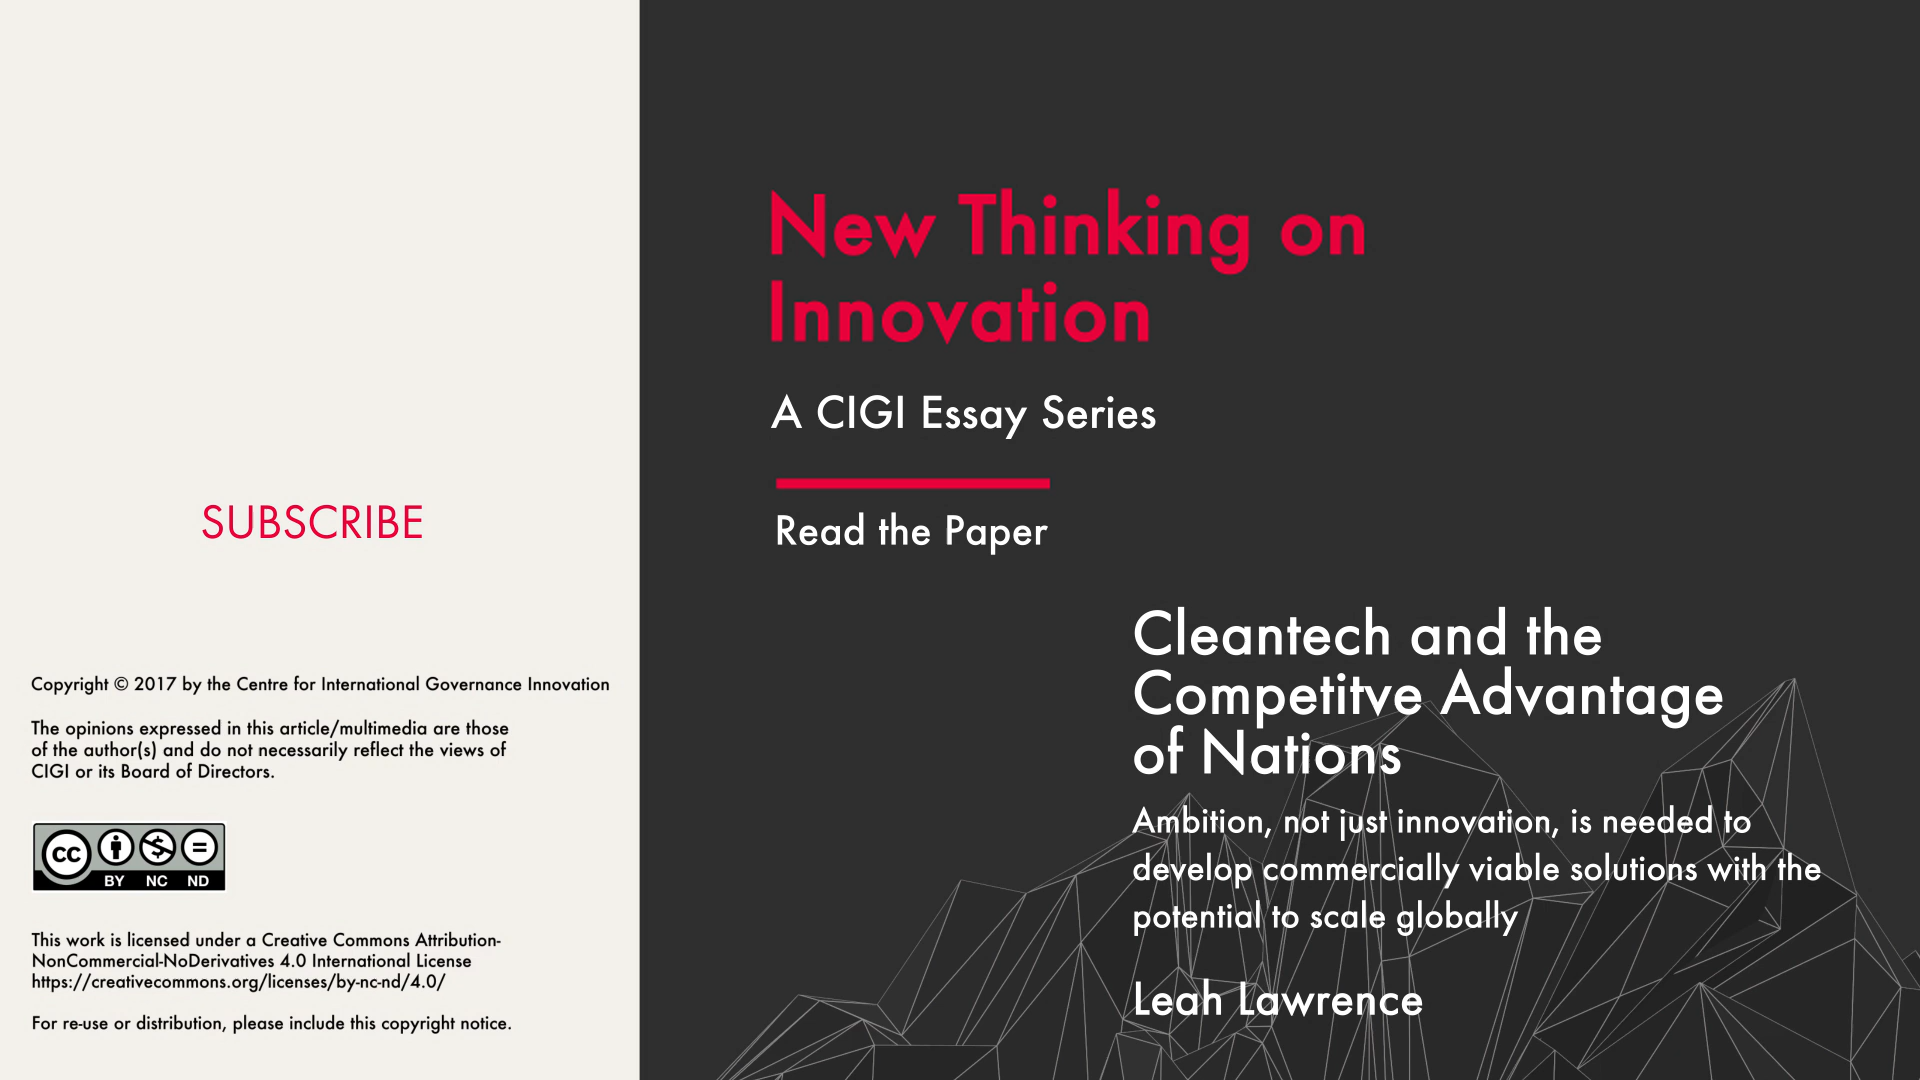 SUBSCRIBE
Copyright © 2017 by the Centre for International Governance Innovation
The opinions expressed in this article/multimedia are those
of the author(s) and do not necessarily reflect the views of
CIGI or its Board of Directors.
cc
BY NC ND
This work is licensed under a Creative Commons Attribution-
NonCommercial-NoDerivatives 4.0 International License
https://creativecommons.org/licenses/by-nc-nd/4.0/
For re-use or distribution, please include this copyright notice.
New Thinking on
Innovation
A CIGI Essay Series
Read the Paper
Cleantech and the
Competitve Advantage
of Nations
Ambition, not just innovation, is needed to
develop commercially viable solutions with the
potential to scale globally
Leah Lawrence